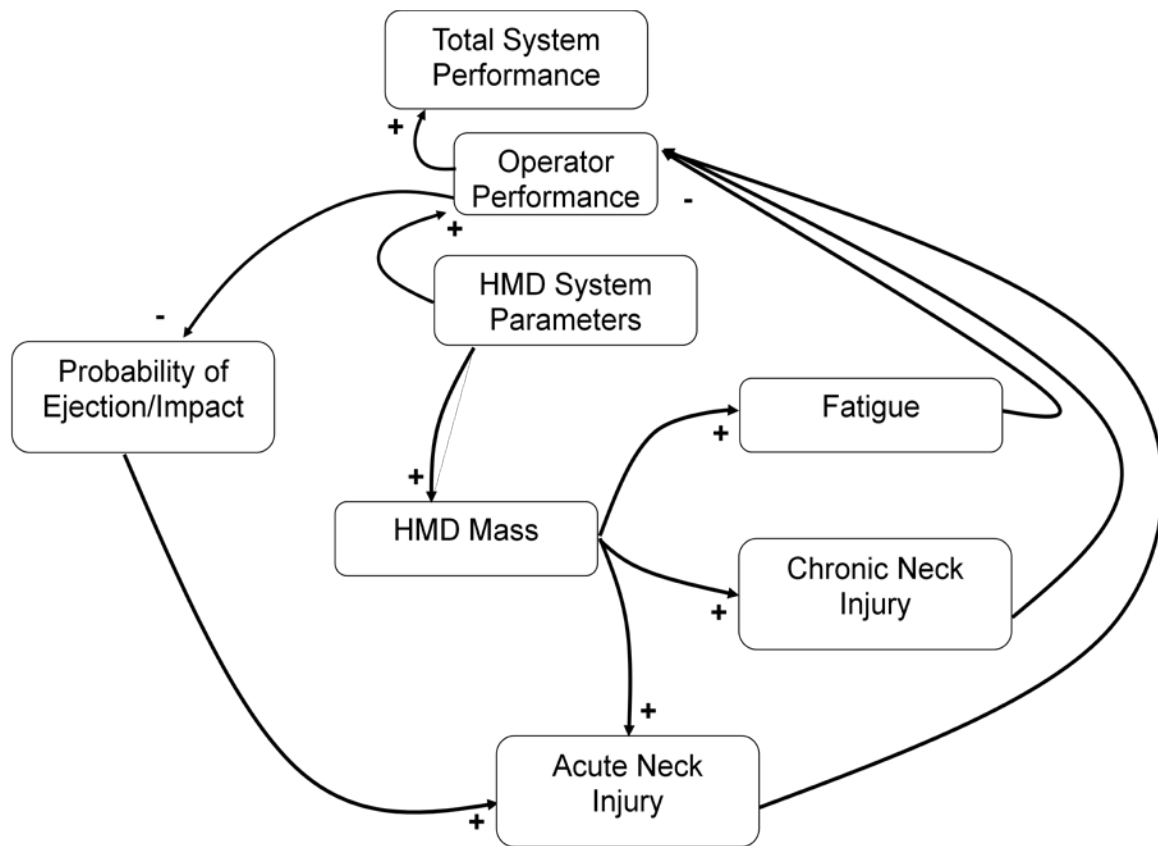 Total System
Performance
+
Operator
Performance
-
+
HMD System
Parameters
-
Probability of
Ejection/Impact
Fatigue
+
+
HMD Mass
Chronic Neck
Injury
+
+
Acute Neck
Injury
+